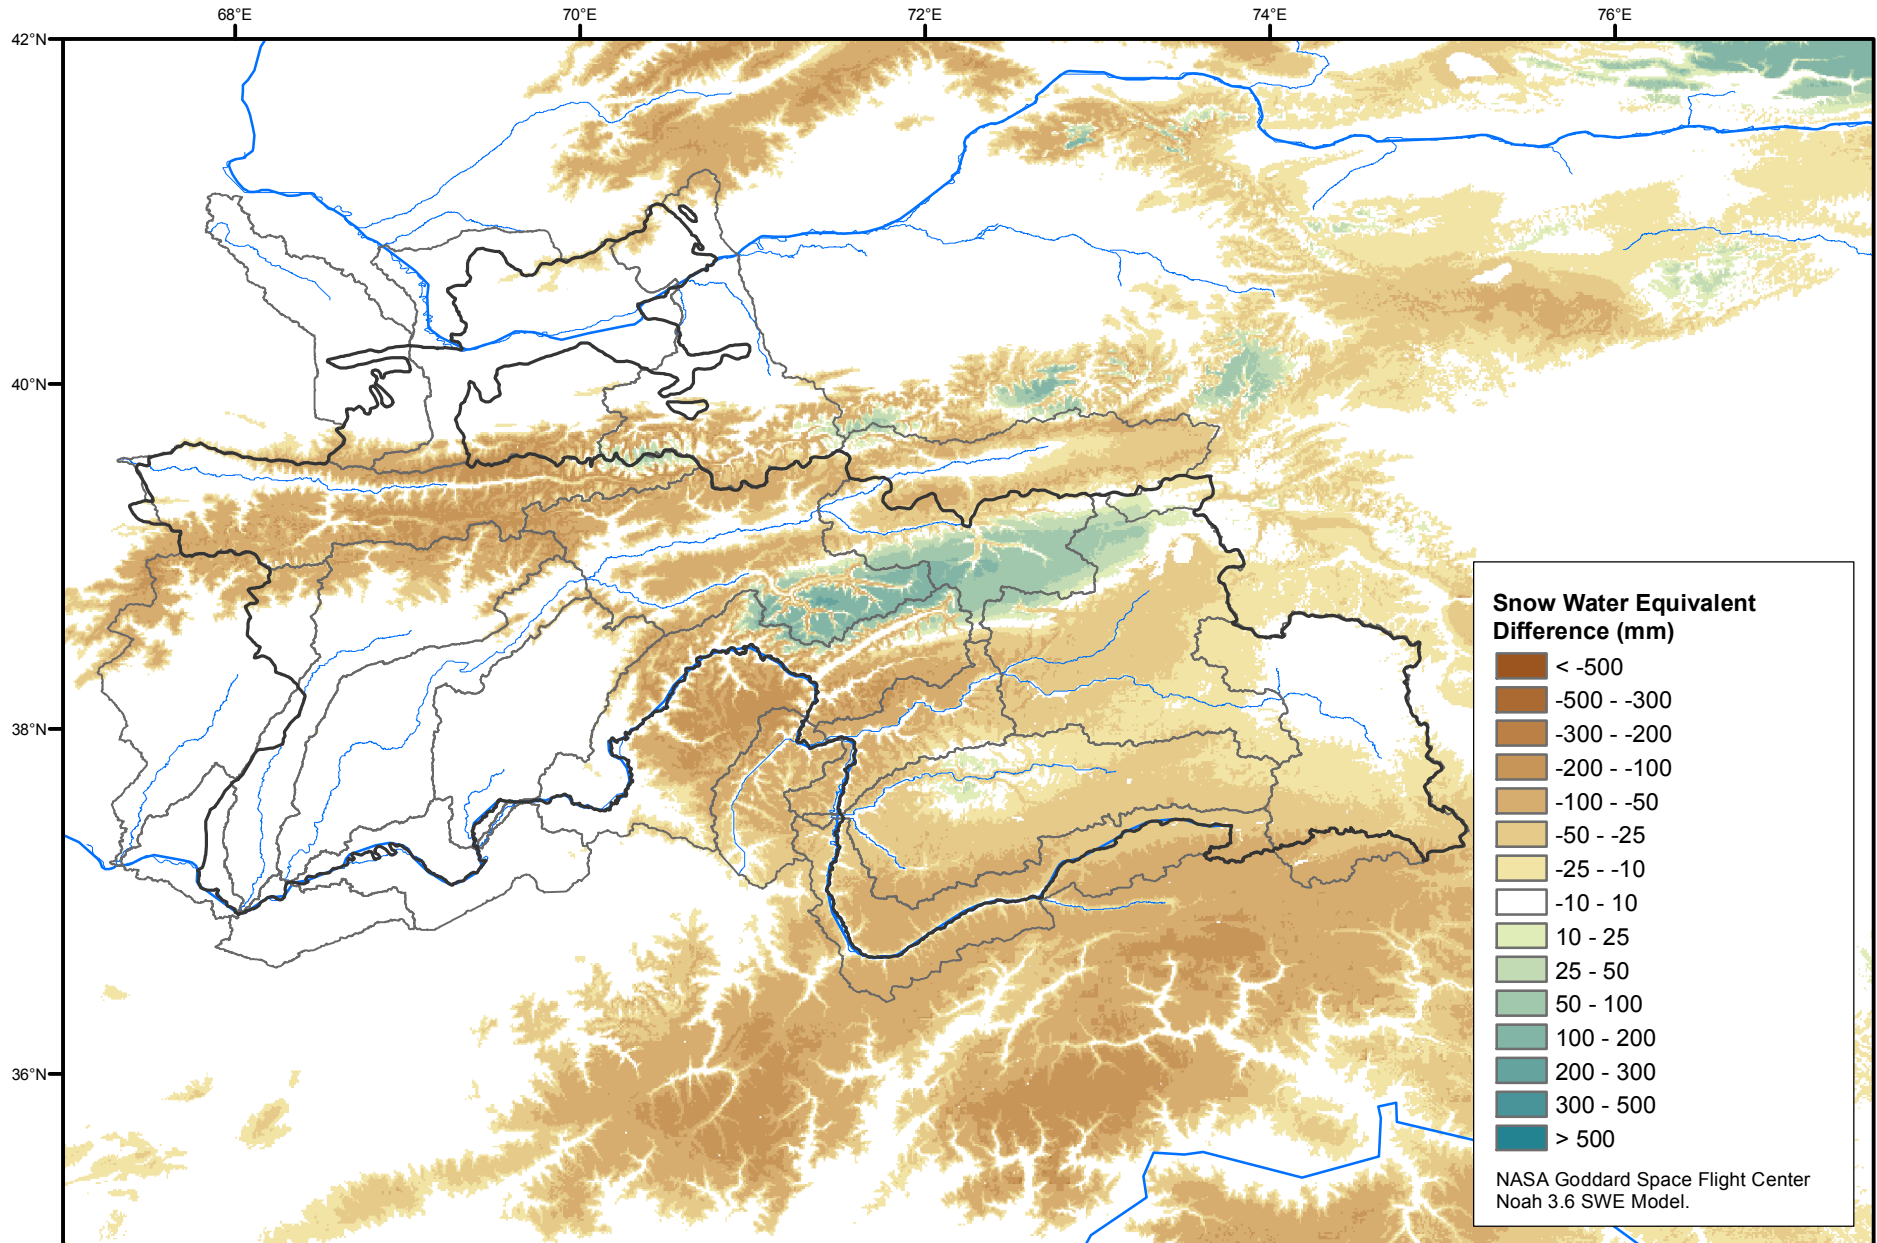 68°E 70°E 72°E 74°E 76°E
42°N
40°N
38°N
36°N
Snow Water Equivalent
Difference (mm)
< -500
-500 - -300
-300 - -200
-200 - -100
-100 - -50
-50 - -25
-25 - -10
-10 - 10
10 - 25
25 - 50
50 - 100
100 - 200
200 - 300
300 - 500
> 500
NASA Goddard Space Flight Center
Noah 3.6 SWE Model.